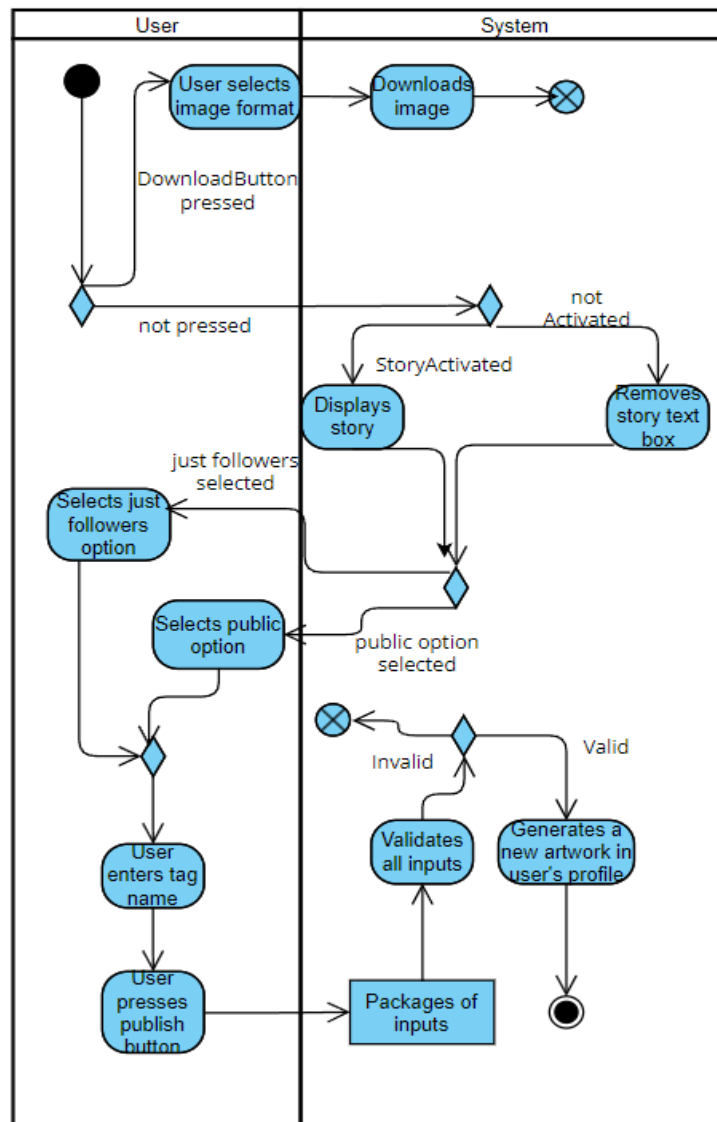 User
System
User selects
image format
Downloads
image
DownloadButton
pressed
not pressed
not
Activated
StoryActivated
Displays
story
Removes
story text
box
just followers
selected
Selects just
followers
option
Selects public
option
public option
selected
Invalid
Valid
User
enters tag
name
Validates
all inputs
Generates a
new artwork in
user's profile
User
presses
publish
button
Packages of
inputs